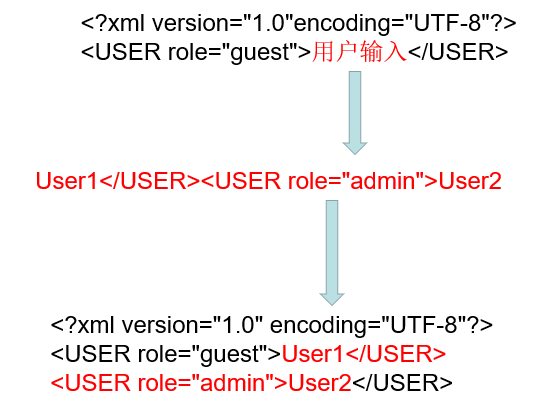 <?xml version="1.0"encoding="UTF-8"?>
<USER role="guest">用户输入</USER>
User1</USER><USER role="admin">User2
<?xml version="1.0" encoding="UTF-8"?>
<USER role="guest">User1</USER>
<USER role="admin">User2</USER>